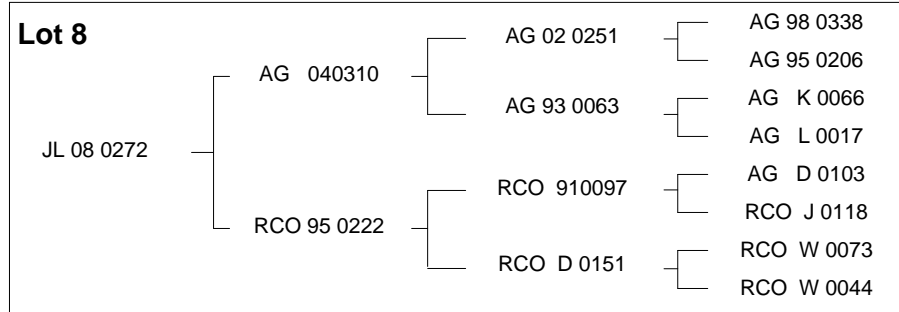 Lot 8
JL 08 0272
AG 040310
RCO 95 0222
AG 02 0251
AG 93 0063
RCO 910097
RCO D 0151
AG 98 0338
AG 95 0206
AG K 0066
AG L 0017
AG D 0103
RCO J 0118
RCO W 0073
RCO W 0044